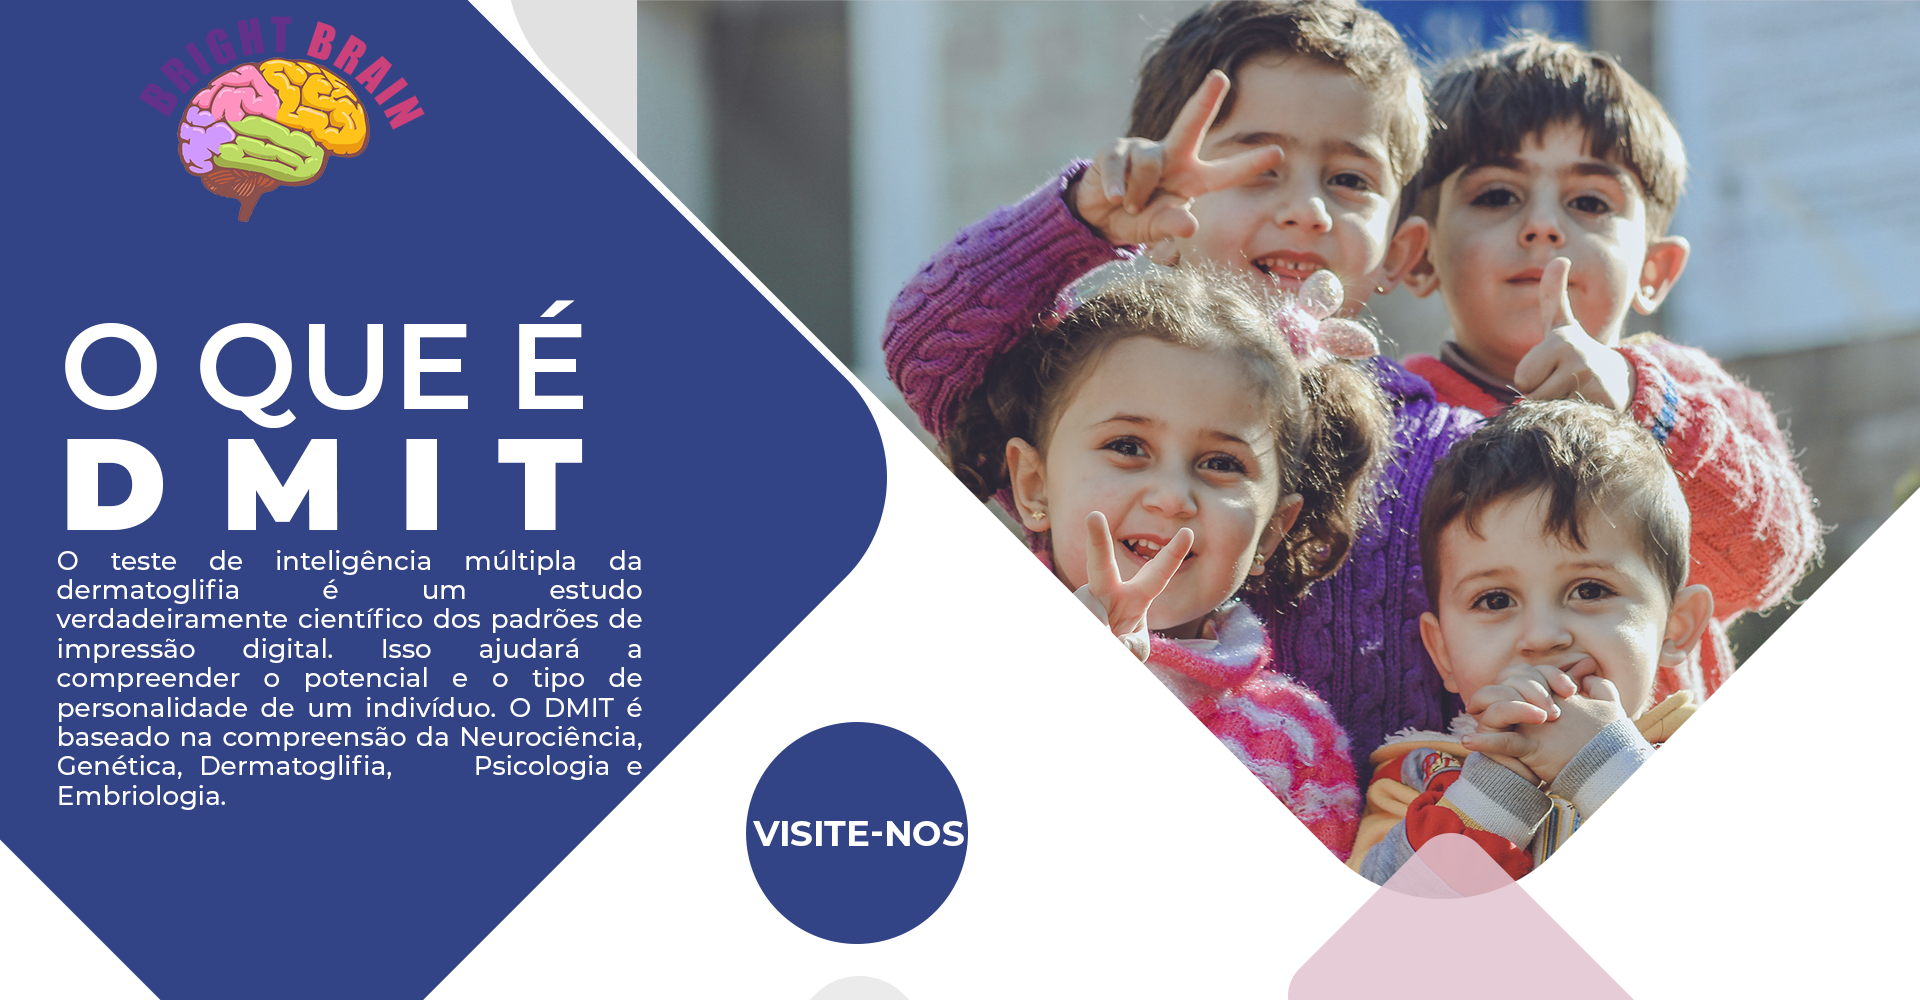 BRIGHT BRAIN
O QUE É
DMIT
O teste de inteligência múltipla da
dermatoglifia é um estudo
verdadeiramente científico dos padrões de
impressão digital. Isso ajudará a
compreender o potencial e o tipo de
personalidade de um indivíduo. O DMIT é
baseado na compreensão da Neurociência,
Genética, Dermatoglifia, Psicologia e
Embriologia.
VISITE-NOS